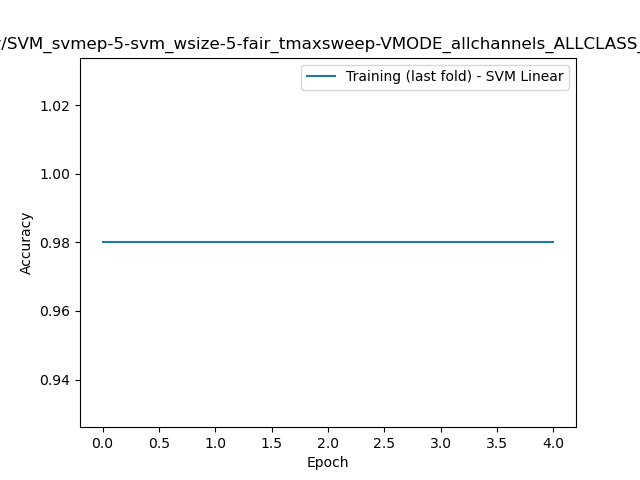 /SVM_svmep-5-svm_wsize-5-fair_tmaxsweep-VMODE_allchannels_ALLCLASS_
Training (last fold) - SVM Linear
1.02
1.00
0.98
0.96
0.94
Accuracy
0.0 0.5 1.0 1.5 2.0 2.5 3.0 3.5 4.0
Epoch